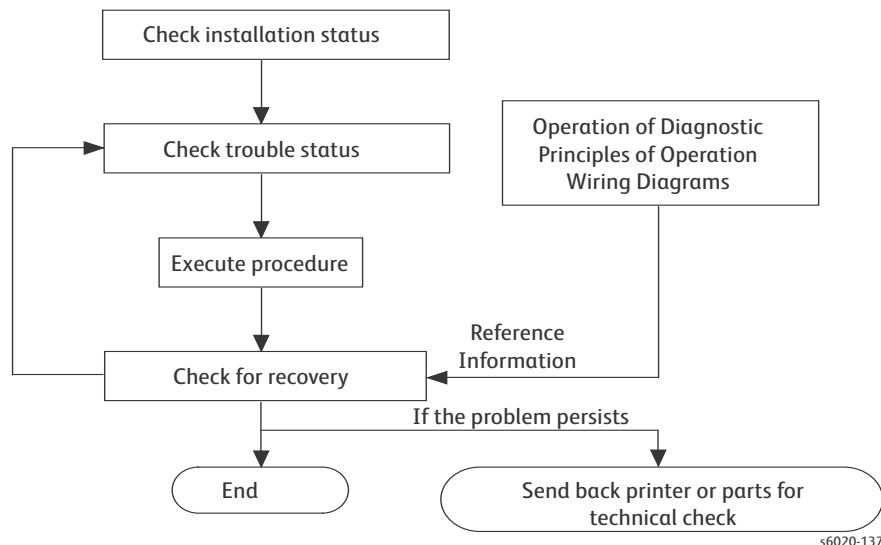 Check installation status
Check trouble status
Operation of Diagnostic
Principles of Operation
Wiring Diagrams
Execute procedure
Reference
Information
Check for recovery
If the problem persists
End
Send back printer or parts for
technical check
s6020-137